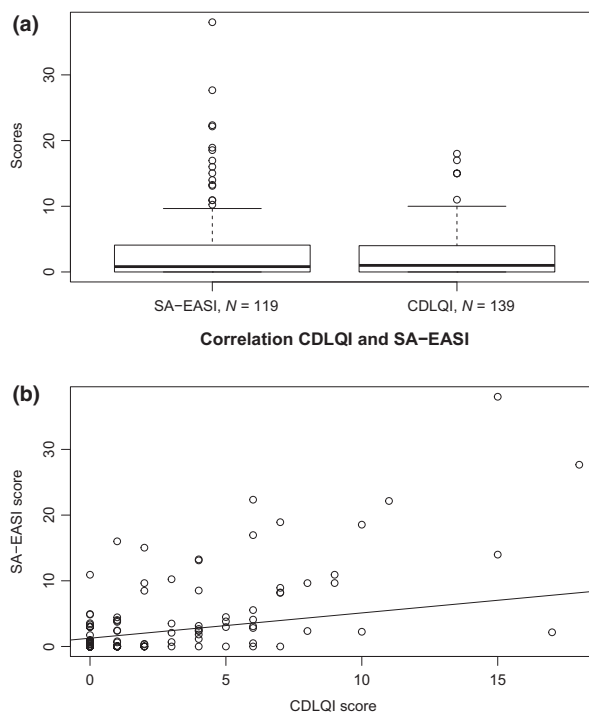 (a)
30
20
10
0
Scores
SA−EASI, N = 119 CDLQI, N = 139
Correlation CDLQI and SA−EASI
(b)
30
20
10
0
SA−EASI score
0 5 10 15
CDLQI score